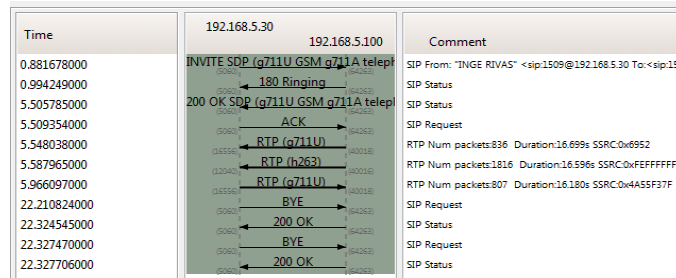 Time 192.168.5.30 192.168.5.100 Comment
0.881678000 INVITE SDP (g711U GSM g711A teleph (5060) (64263) SIP From: "INGE RIVAS" <sip:1509@192.168.5.30 To:<sip:15
0.994249000 180 Ringing (5060) (64263) SIP Status
5.505785000 200 OK SDP (g711U GSM g711A telepl (5060) (64263) SIP Status
5.509354000 ACK (5060) (64263) SIP Request
5.548038000 RTP (g711U) (16556) (40018) RTP Num packets:836 Duration:16.699s SSRC:0x6952
5.587965000 RTP (h263) (12040) RTP Num packets:1816 Duration:16.596s SSRC:0xFEFFFFFF
5.966097000 RTP (g711U) (16556) (40018) RTP Num packets:807 Duration:16.180s SSRC:0x4A55F37F
22.210824000 BYE (5060) (64263) SIP Request
22.324545000 200 OK (5060) (64263) SIP Status
22.327470000 BYE (5060) (64263) SIP Request
22.327706000 200 OK (5060) (64263) SIP Status